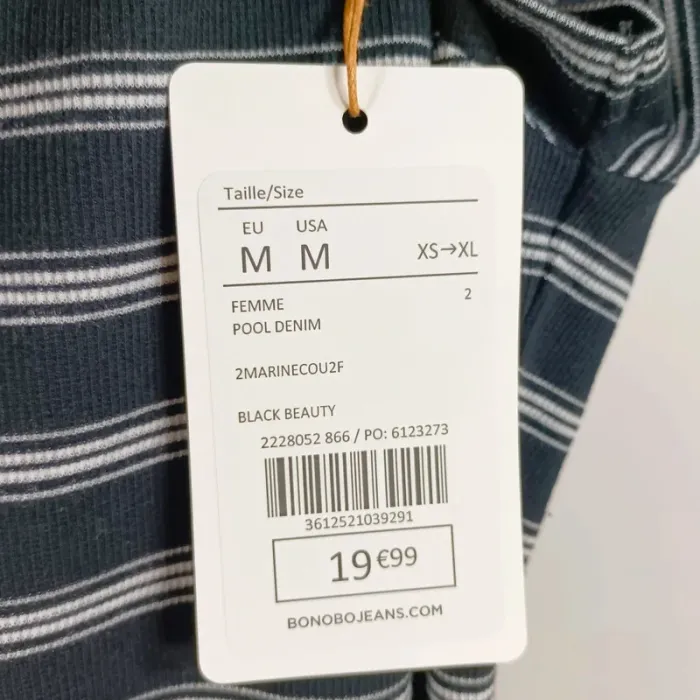 Taille/Size
EU USA
M M XS→XL
FEMME 2
POOL DENIM
2MARINECOU2F
BLACK BEAUTY
2228052 866 / PO: 6123273
3612521039291
19€99
BONOBOJEANS.COM